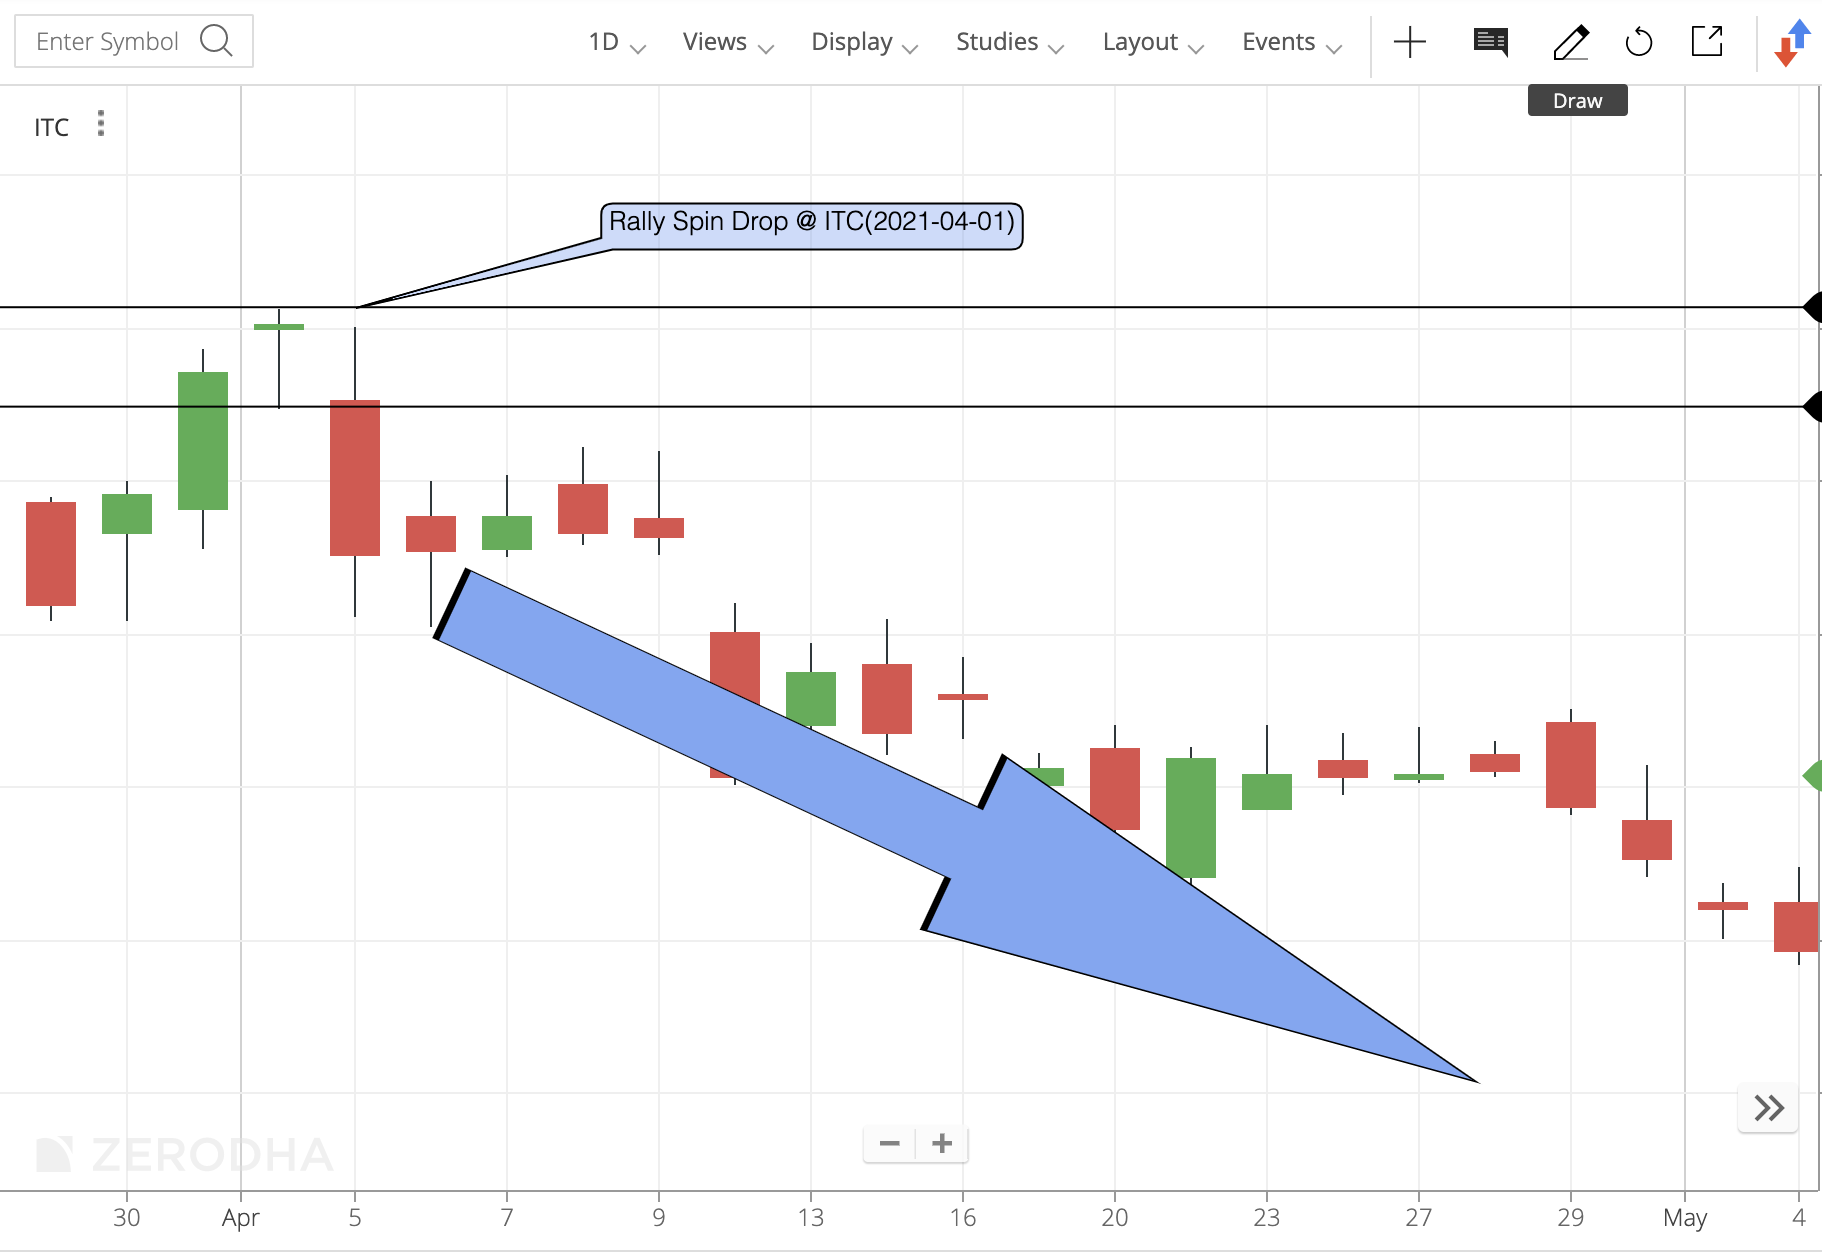 Enter Symbol
1D
Views
Display
Studies
Layout
Events
Draw
ITC
Rally Spin Drop @ ITC(2021-04-01)
ZERODHA
30
Apr
5
7
9
13
16
20
23
27
29
May
4